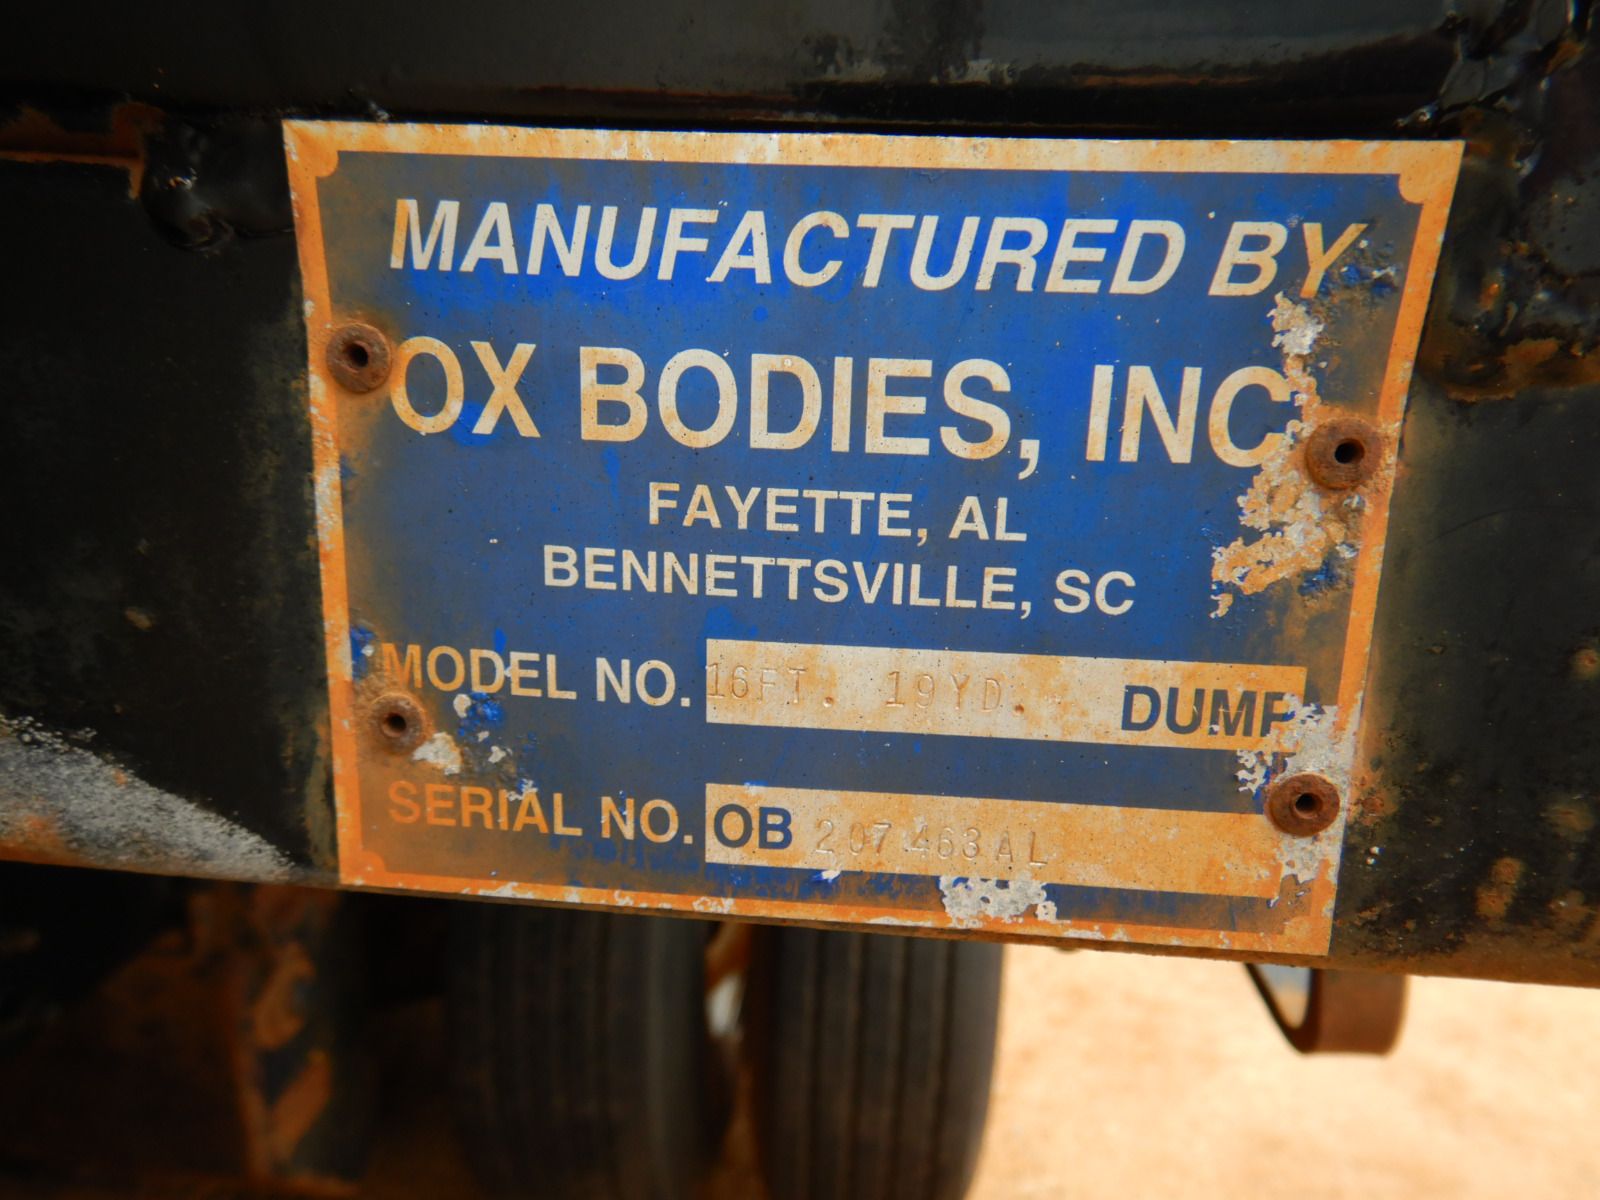 MANUFACTURED BY
OX BODIES, INC
FAYETTE, AL
BENNETTSVILLE, SC
MODEL NO. 16FT. 19YD. - DUMP
SERIAL NO. OB 207463AL